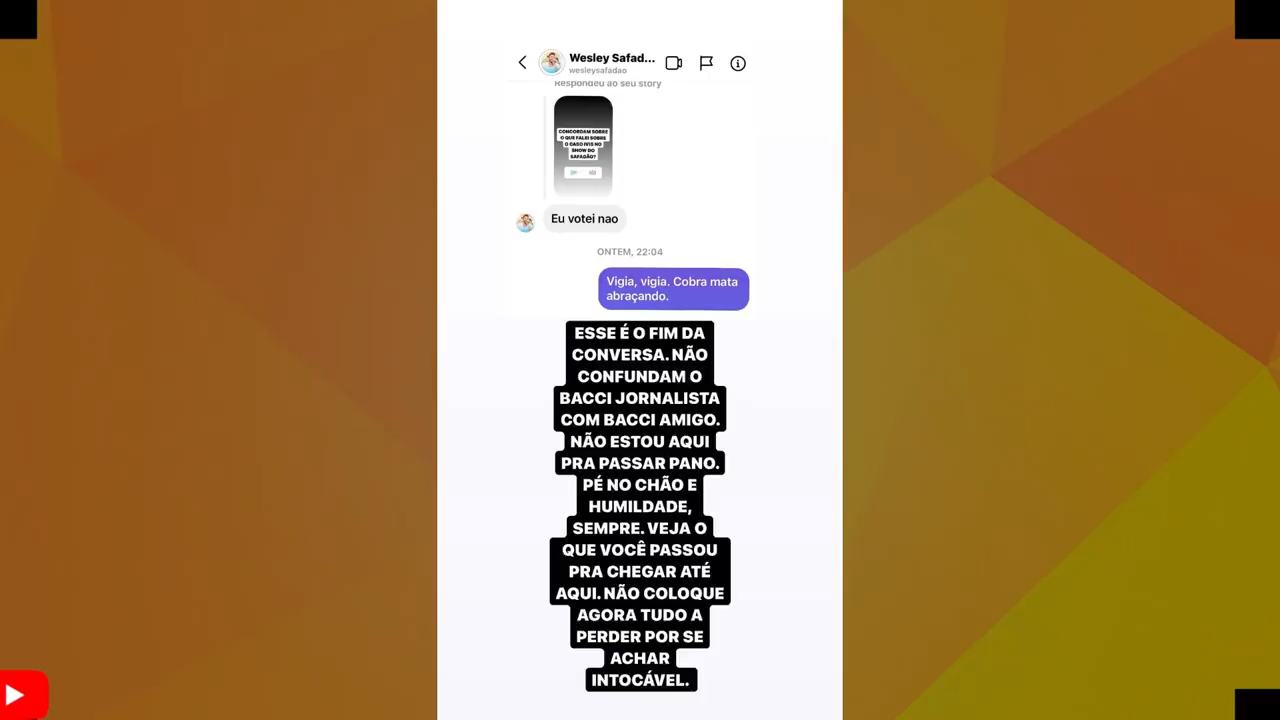 Wesley Safad...
wesleysafadao
Respondeu ao seu story
CONCORDAM SOBRE
O QUE FALEI SOBRE
O CASO IVIS NO
SHOW DO
SAFADÃO?
Eu votei nao
ONTEM, 22:04
Vigia, vigia. Cobra mata
abraçando.
ESSE É O FIM DA
CONVERSA. NÃO
CONFUNDAM O
BACCI JORNALISTA
COM BACCI AMIGO.
NÃO ESTOU AQUI
PRA PASSAR PANO.
PÉ NO CHÃO E
HUMILDADE,
SEMPRE. VEJA O
QUE VOCÊ PASSOU
PRA CHEGAR ATÉ
AQUI. NÃO COLOQUE
AGORA TUDO A
PERDER POR SE
ACHAR
INTOCÁVEL.